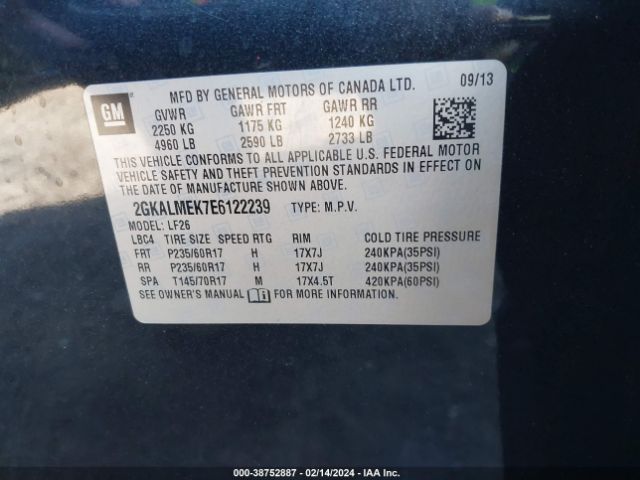 GM
MFD BY GENERAL MOTORS OF CANADA LTD. 09/13
GVWR GAWR FRT GAWR RR
2250 KG 1175 KG 1240 KG
4960 LB 2590 LB 2733 LB
THIS VEHICLE CONFORMS TO ALL APPLICABLE U.S. FEDERAL MOTOR
VEHICLE SAFETY AND THEFT PREVENTION STANDARDS IN EFFECT ON
THE DATE OF MANUFACTURE SHOWN ABOVE.
2GKALMEK7E6122239 TYPE: M.P.V.
MODEL: LF26
LBC4 TIRE SIZE SPEED RTG RIM COLD TIRE PRESSURE
FRT P235/60R17 H 17X7J 240KPA(35PSI)
RR P235/60R17 H 17X7J 240KPA(35PSI)
SPA T145/70R17 M 17X4.5T 420KPA(60PSI)
SEE OWNER'S MANUAL FOR MORE INFORMATION.
000-38752887 - 02/14/2024 - IAA Inc.